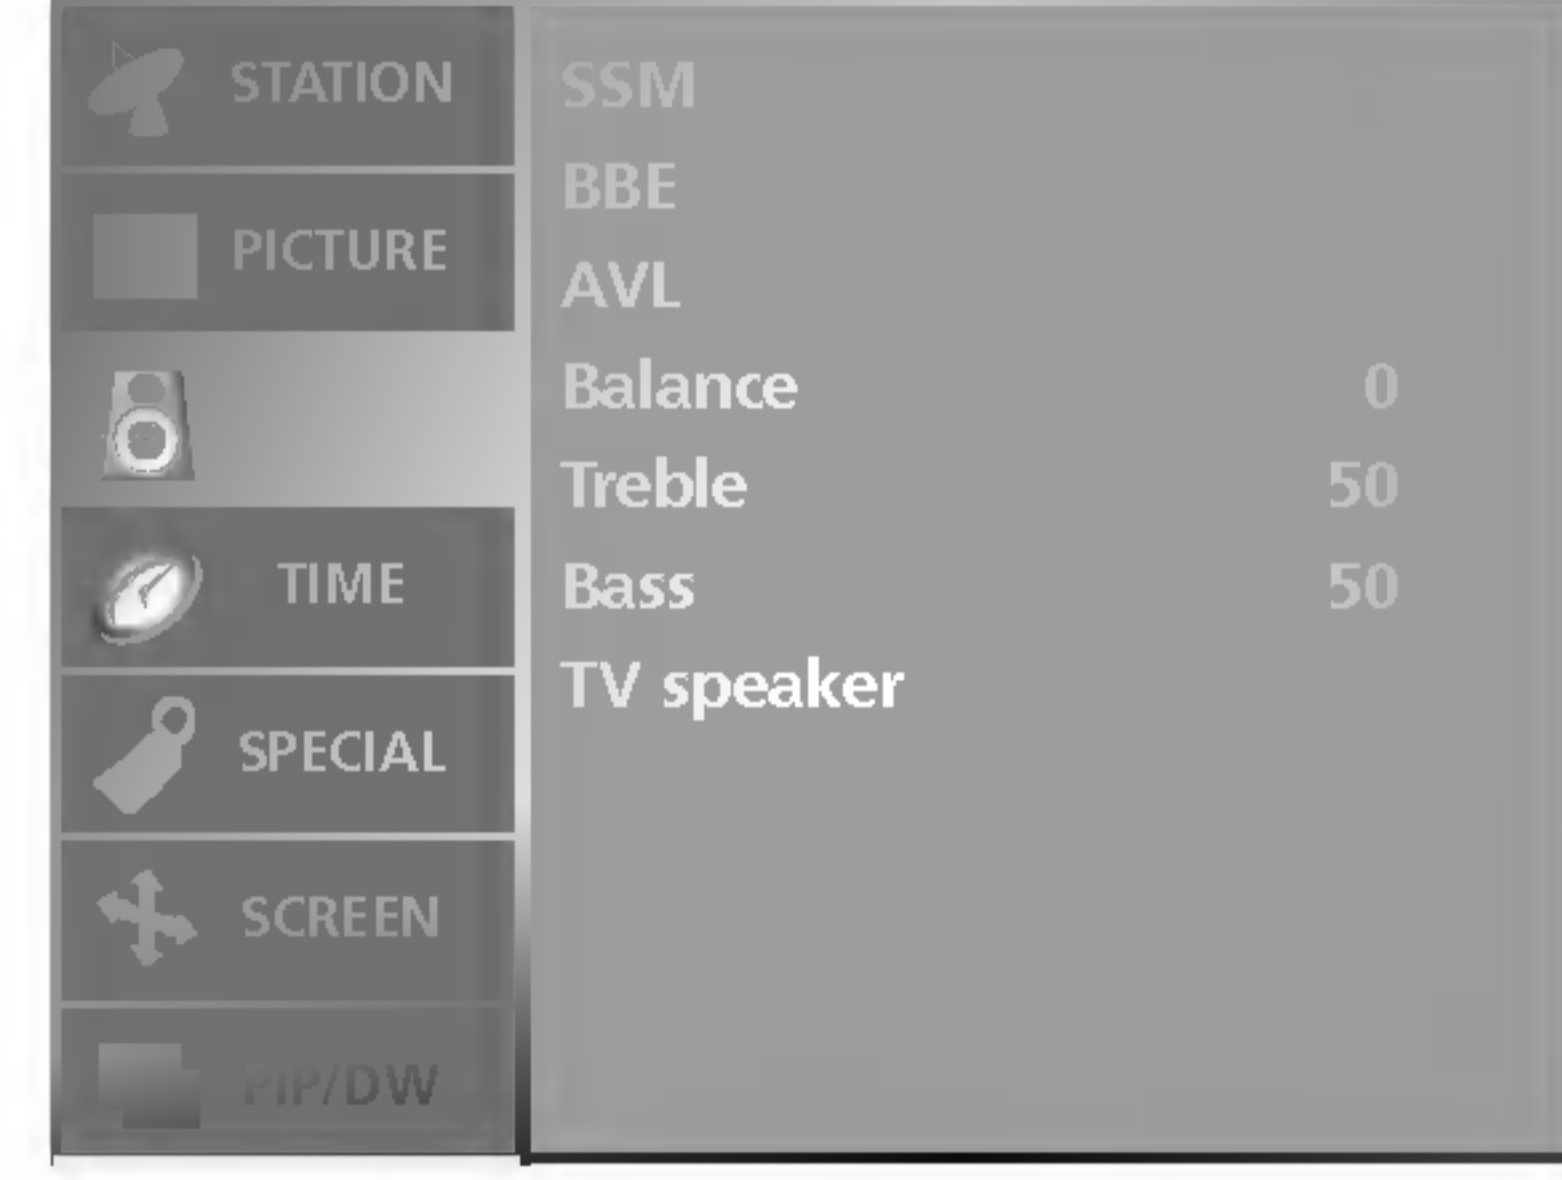 STATION
PICTURE
TIME
SPECIAL
SCREEN
PIP/DW
SSM
BBE
AVL
Balance 0
Treble 50
Bass 50
TV speaker